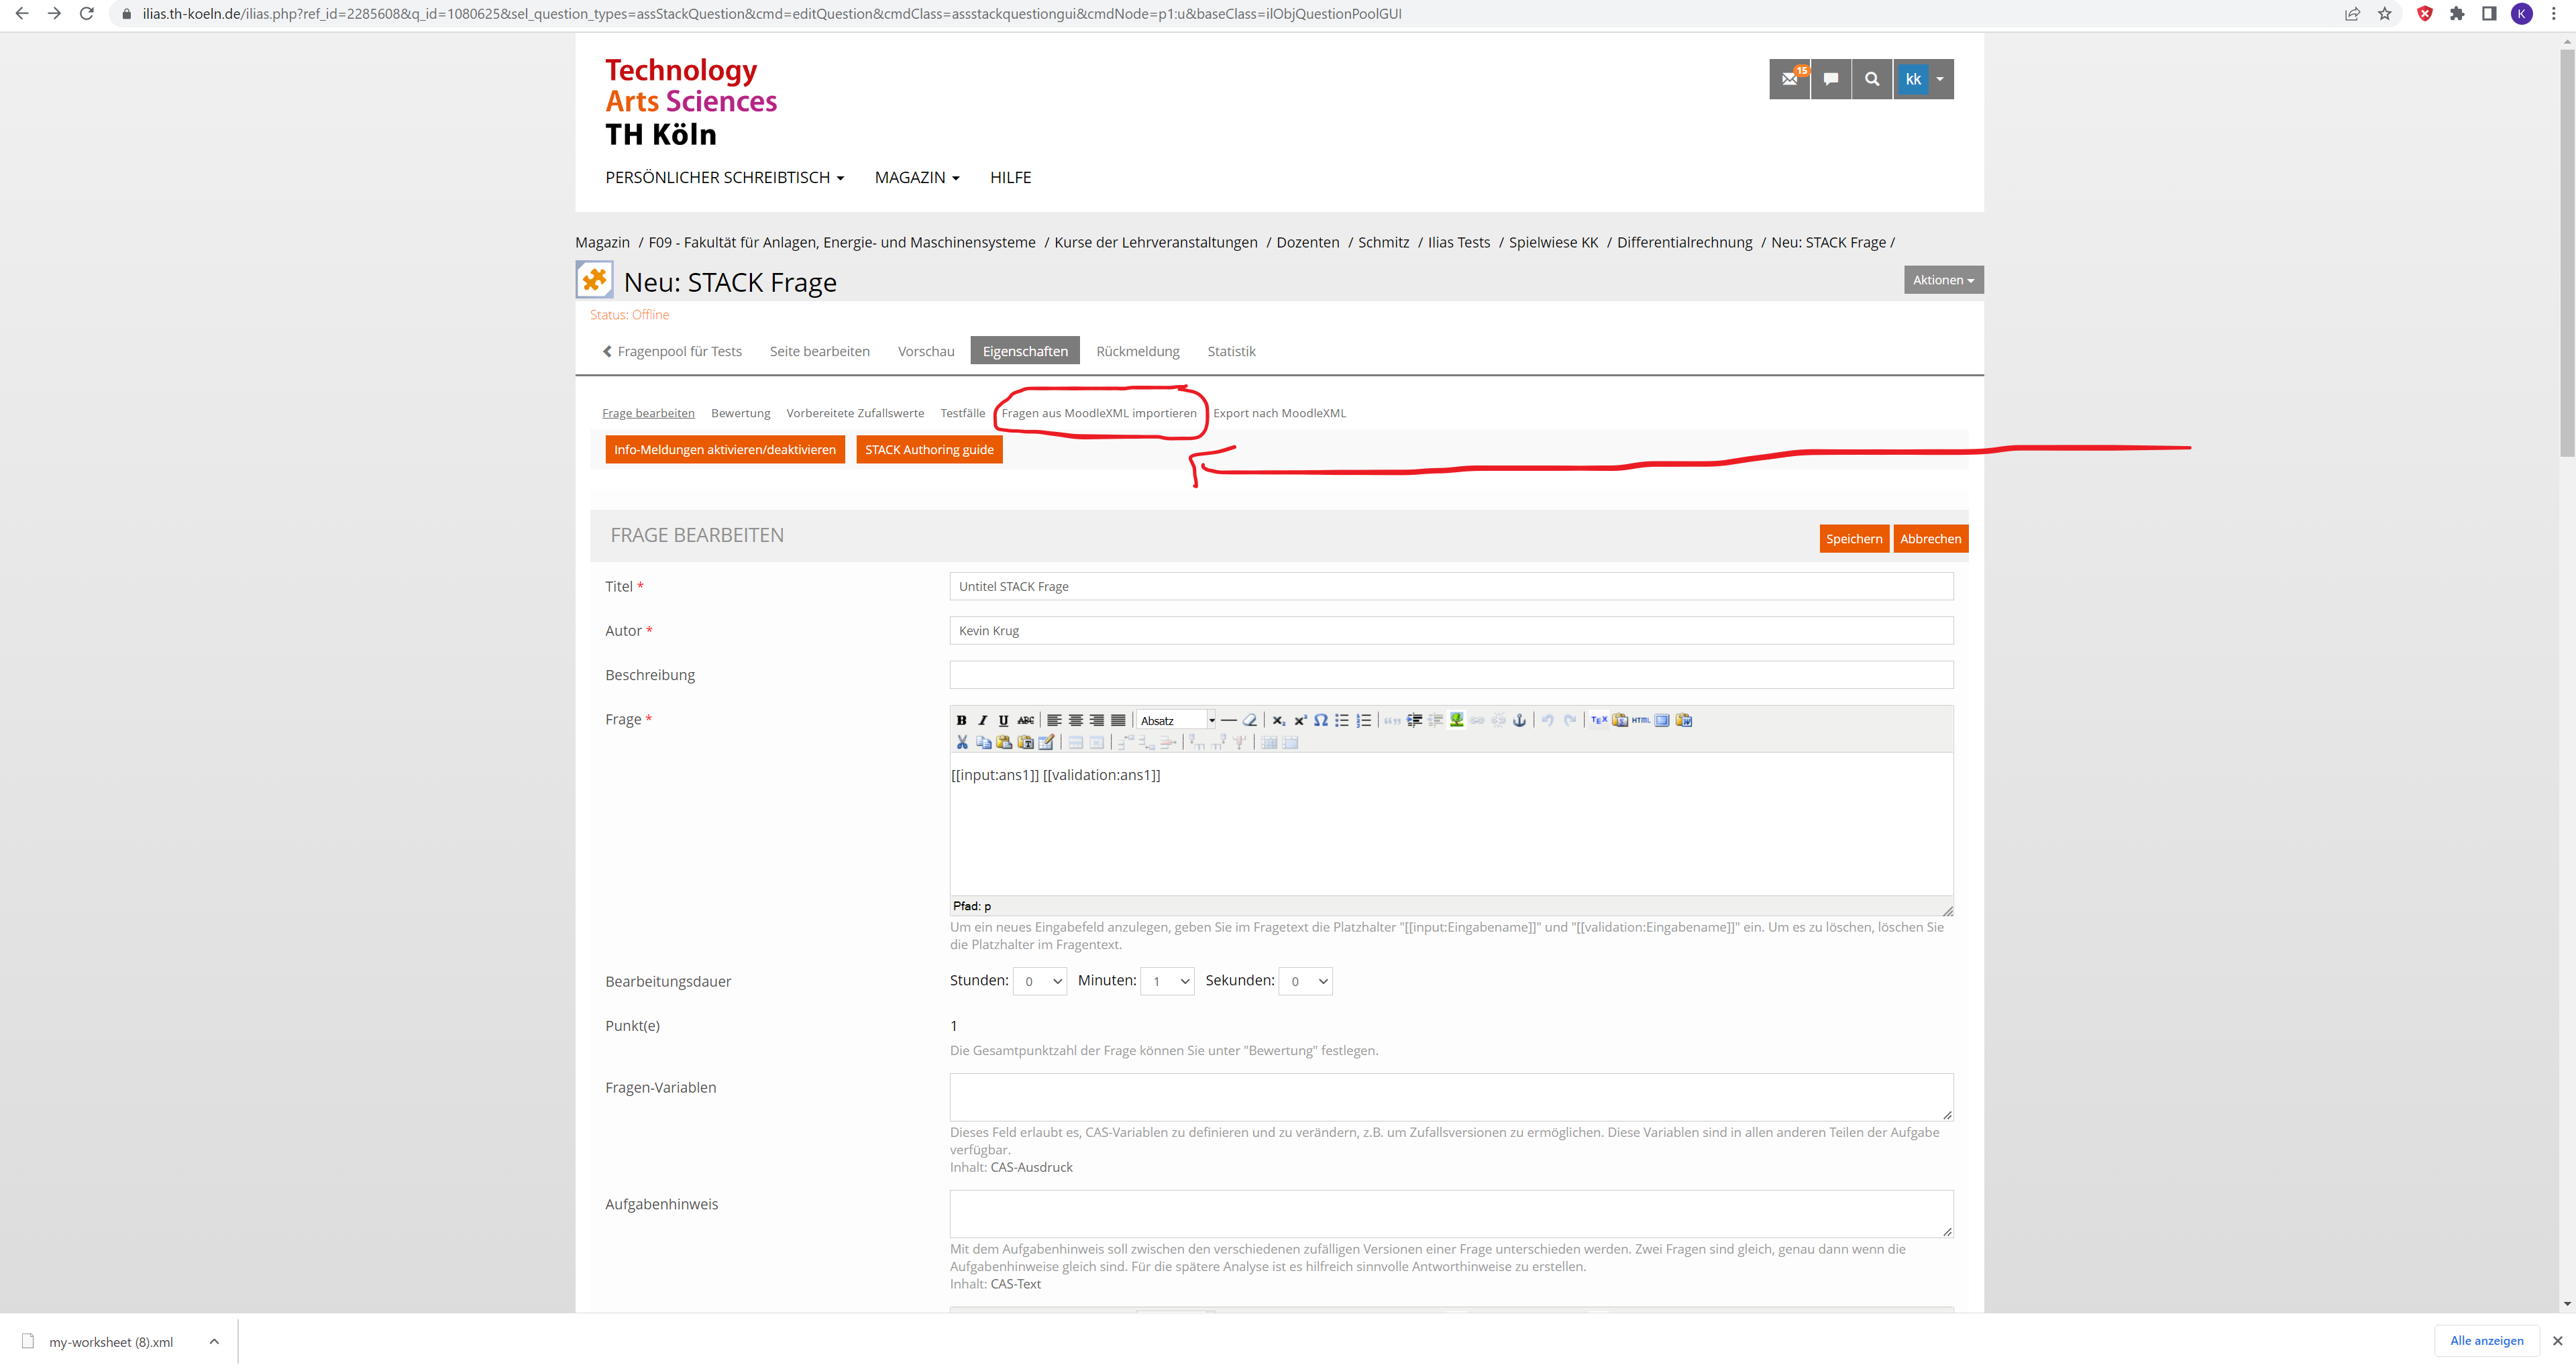 ilias.th-koeln.de/ilias.php?ref_id=2285608&q_id=1080625&sel_question_types=assStackQuestion&cmd=editQuestion&cmdClass=assstackquestiongui&cmdNode=p1:u&baseClass=ilObjQuestionPoolGUI
K
Technology
Arts Sciences
TH Köln
15
kk
PERSÖNLICHER SCHREIBTISCH MAGAZIN HILFE
Magazin / F09 - Fakultät für Anlagen, Energie- und Maschinensysteme / Kurse der Lehrveranstaltungen / Dozenten / Schmitz / Ilias Tests / Spielwiese KK / Differentialrechnung / Neu: STACK Frage /
Neu: STACK Frage
Aktionen
Status: Offline
Fragenpool für Tests Seite bearbeiten Vorschau Eigenschaften Rückmeldung Statistik
Frage bearbeiten Bewertung Vorbereitete Zufallswerte Testfälle Fragen aus MoodleXML importieren Export nach MoodleXML
Info-Meldungen aktivieren/deaktivieren STACK Authoring guide
FRAGE BEARBEITEN
Speichern Abbrechen
Titel * Untitel STACK Frage
Autor * Kevin Krug
Beschreibung
Frage *
B I U ABC Absatz x₂ x² Ω TEX HTML
[[input:ans1]] [[validation:ans1]]
Pfad: p
Um ein neues Eingabefeld anzulegen, geben Sie im Fragetext die Platzhalter "[[input:Eingabename]]" und "[[validation:Eingabename]]" ein. Um es zu löschen, löschen Sie
die Platzhalter im Fragentext.
Bearbeitungsdauer Stunden: 0 Minuten: 1 Sekunden: 0
Punkt(e) 1
Die Gesamtpunktzahl der Frage können Sie unter "Bewertung" festlegen.
Fragen-Variablen
Dieses Feld erlaubt es, CAS-Variablen zu definieren und zu verändern, z.B. um Zufallsversionen zu ermöglichen. Diese Variablen sind in allen anderen Teilen der Aufgabe
verfügbar.
Inhalt: CAS-Ausdruck
Aufgabenhinweis
Mit dem Aufgabenhinweis soll zwischen den verschiedenen zufälligen Versionen einer Frage unterschieden werden. Zwei Fragen sind gleich, genau dann wenn die
Aufgabenhinweise gleich sind. Für die spätere Analyse ist es hilfreich sinnvolle Antworthinweise zu erstellen.
Inhalt: CAS-Text
my-worksheet (8).xml
Alle anzeigen